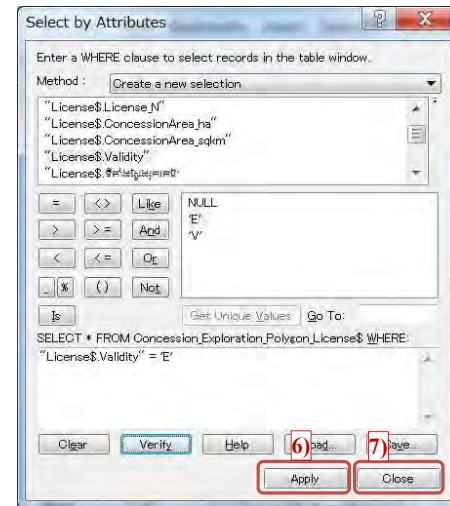 Select by Attributes
Enter a WHERE clause to select records in the table window.
Method : Create a new selection
"License$.License_N"
"License$.ConcessionArea_ha"
"License$.ConcessionArea_sqkm"
"License$.Validity"
"License$.
= <> Like
NULL
'E'
'V'
> >= And
< <= Or
_ % () Not
Is Get Unique Values Go To:
SELECT * FROM Concession_Exploration_Polygon_License$ WHERE:
"License$.Validity" = 'E'
Clear Verify Help 6) 7)
Apply Close